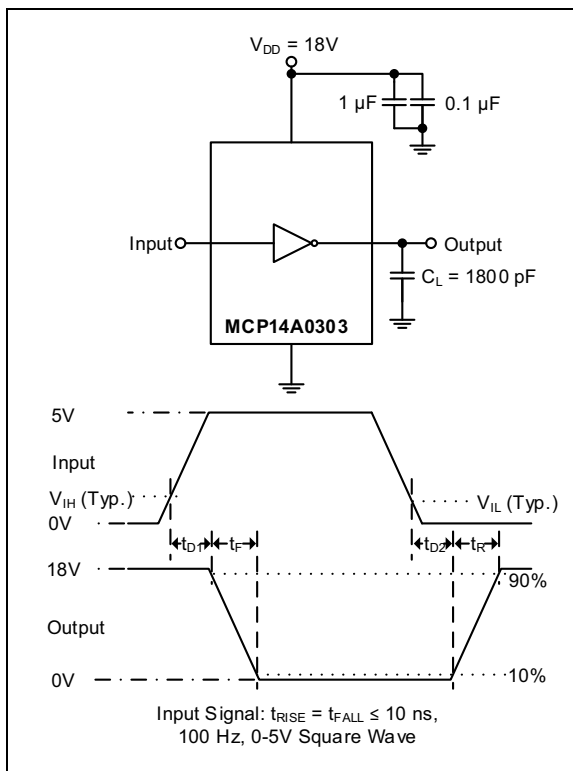 V_DD = 18V
1 µF
0.1 µF
Input
Output
C_L = 1800 pF
MCP14A0303
5V
Input
V_IH (Typ.)
V_IL (Typ.)
0V
t_D1
t_F
t_D2
t_R
18V
90%
Output
0V
10%
Input Signal: t_RISE = t_FALL ≤ 10 ns,
100 Hz, 0-5V Square Wave